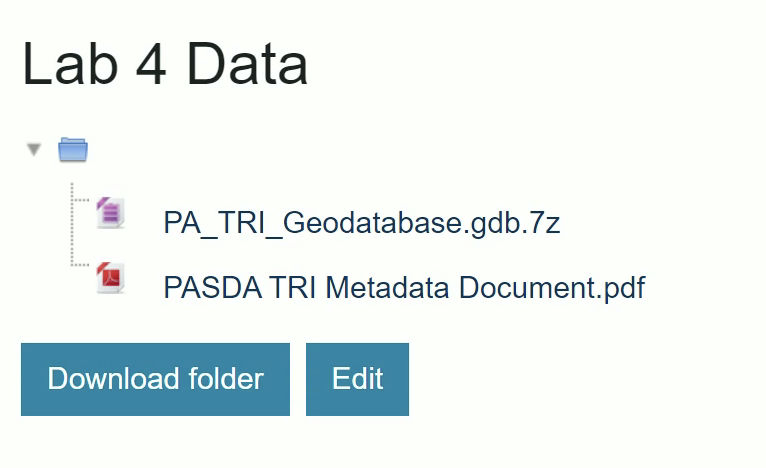 Lab 4 Data
PA_TRI_Geodatabase.gdb.7z
PASDA TRI Metadata Document.pdf
Download folder
Edit